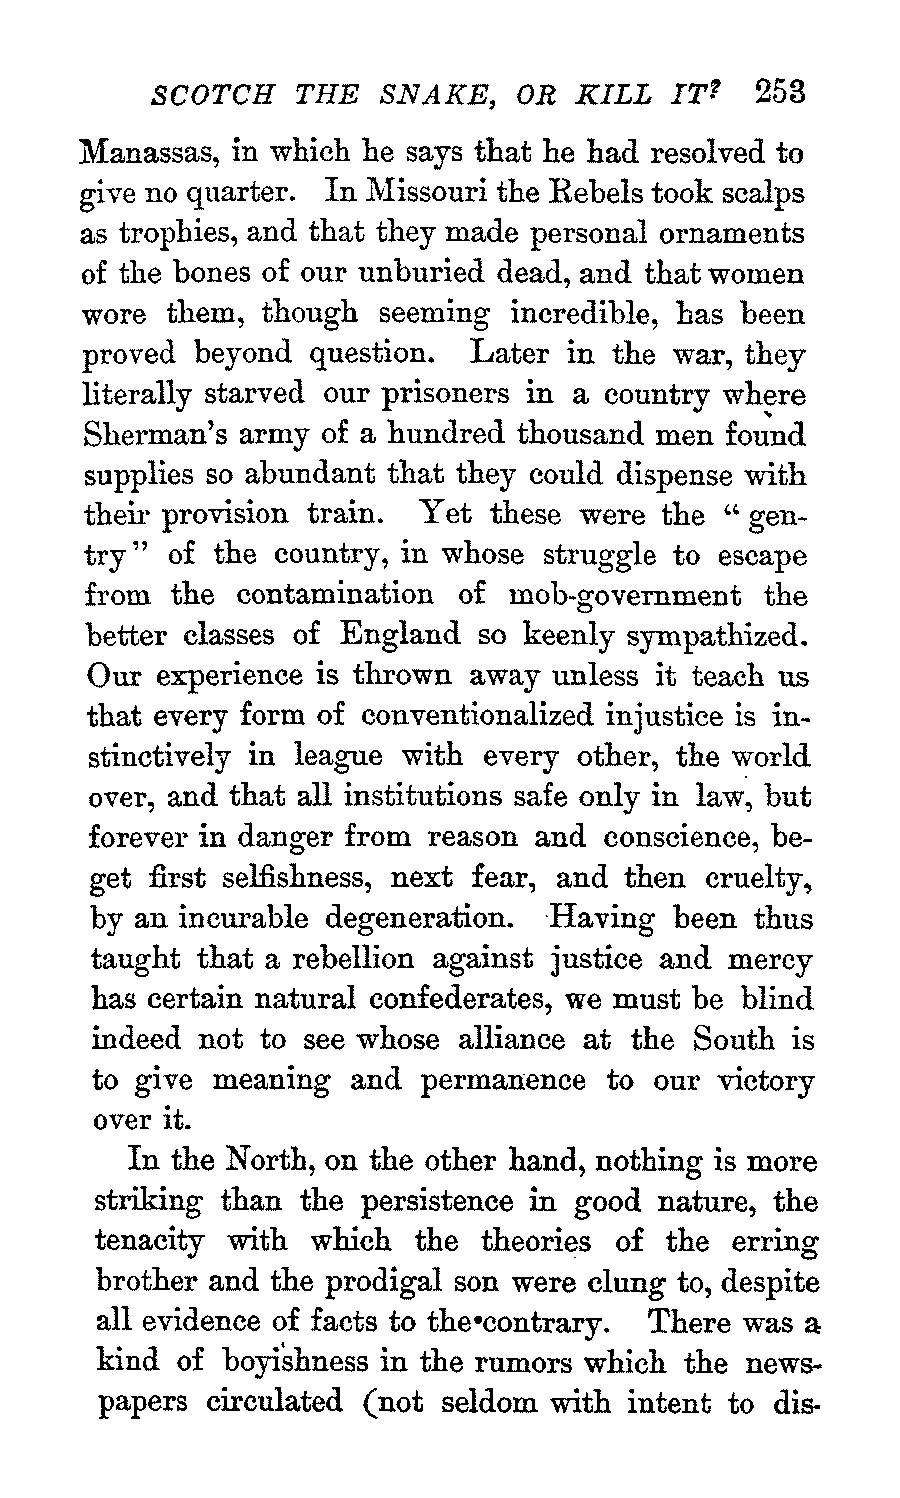 SCOTCH THE SNAKE, OR KILL IT? 253
Manassas, in which he says that he had resolved to
give no quarter. In Missouri the Rebels took scalps
as trophies, and that they made personal ornaments
of the bones of our unburied dead, and that women
wore them, though seeming incredible, has been
proved beyond question. Later in the war, they
literally starved our prisoners in a country where
Sherman's army of a hundred thousand men found
supplies so abundant that they could dispense with
their provision train. Yet these were the "gen-
try" of the country, in whose struggle to escape
from the contamination of mob-government the
better classes of England so keenly sympathized.
Our experience is thrown away unless it teach us
that every form of conventionalized injustice is in-
stinctively in league with every other, the world
over, and that all institutions safe only in law, but
forever in danger from reason and conscience, be-
get first selfishness, next fear, and then cruelty,
by an incurable degeneration. Having been thus
taught that a rebellion against justice and mercy
has certain natural confederates, we must be blind
indeed not to see whose alliance at the South is
to give meaning and permanence to our victory
over it.
In the North, on the other hand, nothing is more
striking than the persistence in good nature, the
tenacity with which the theories of the erring
brother and the prodigal son were clung to, despite
all evidence of facts to the contrary. There was a
kind of boyishness in the rumors which the news-
papers circulated (not seldom with intent to dis-